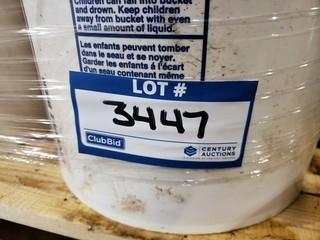 Children can fall into bucket
and drown. Keep children
away from bucket with even
a small amount of liquid.
Les enfants peuvent tomber
dans le seau et se noyer.
Garder les enfants à l'écart
d'un seau contenant même
LOT #
3447
ClubBid
CENTURY
AUCTIONS